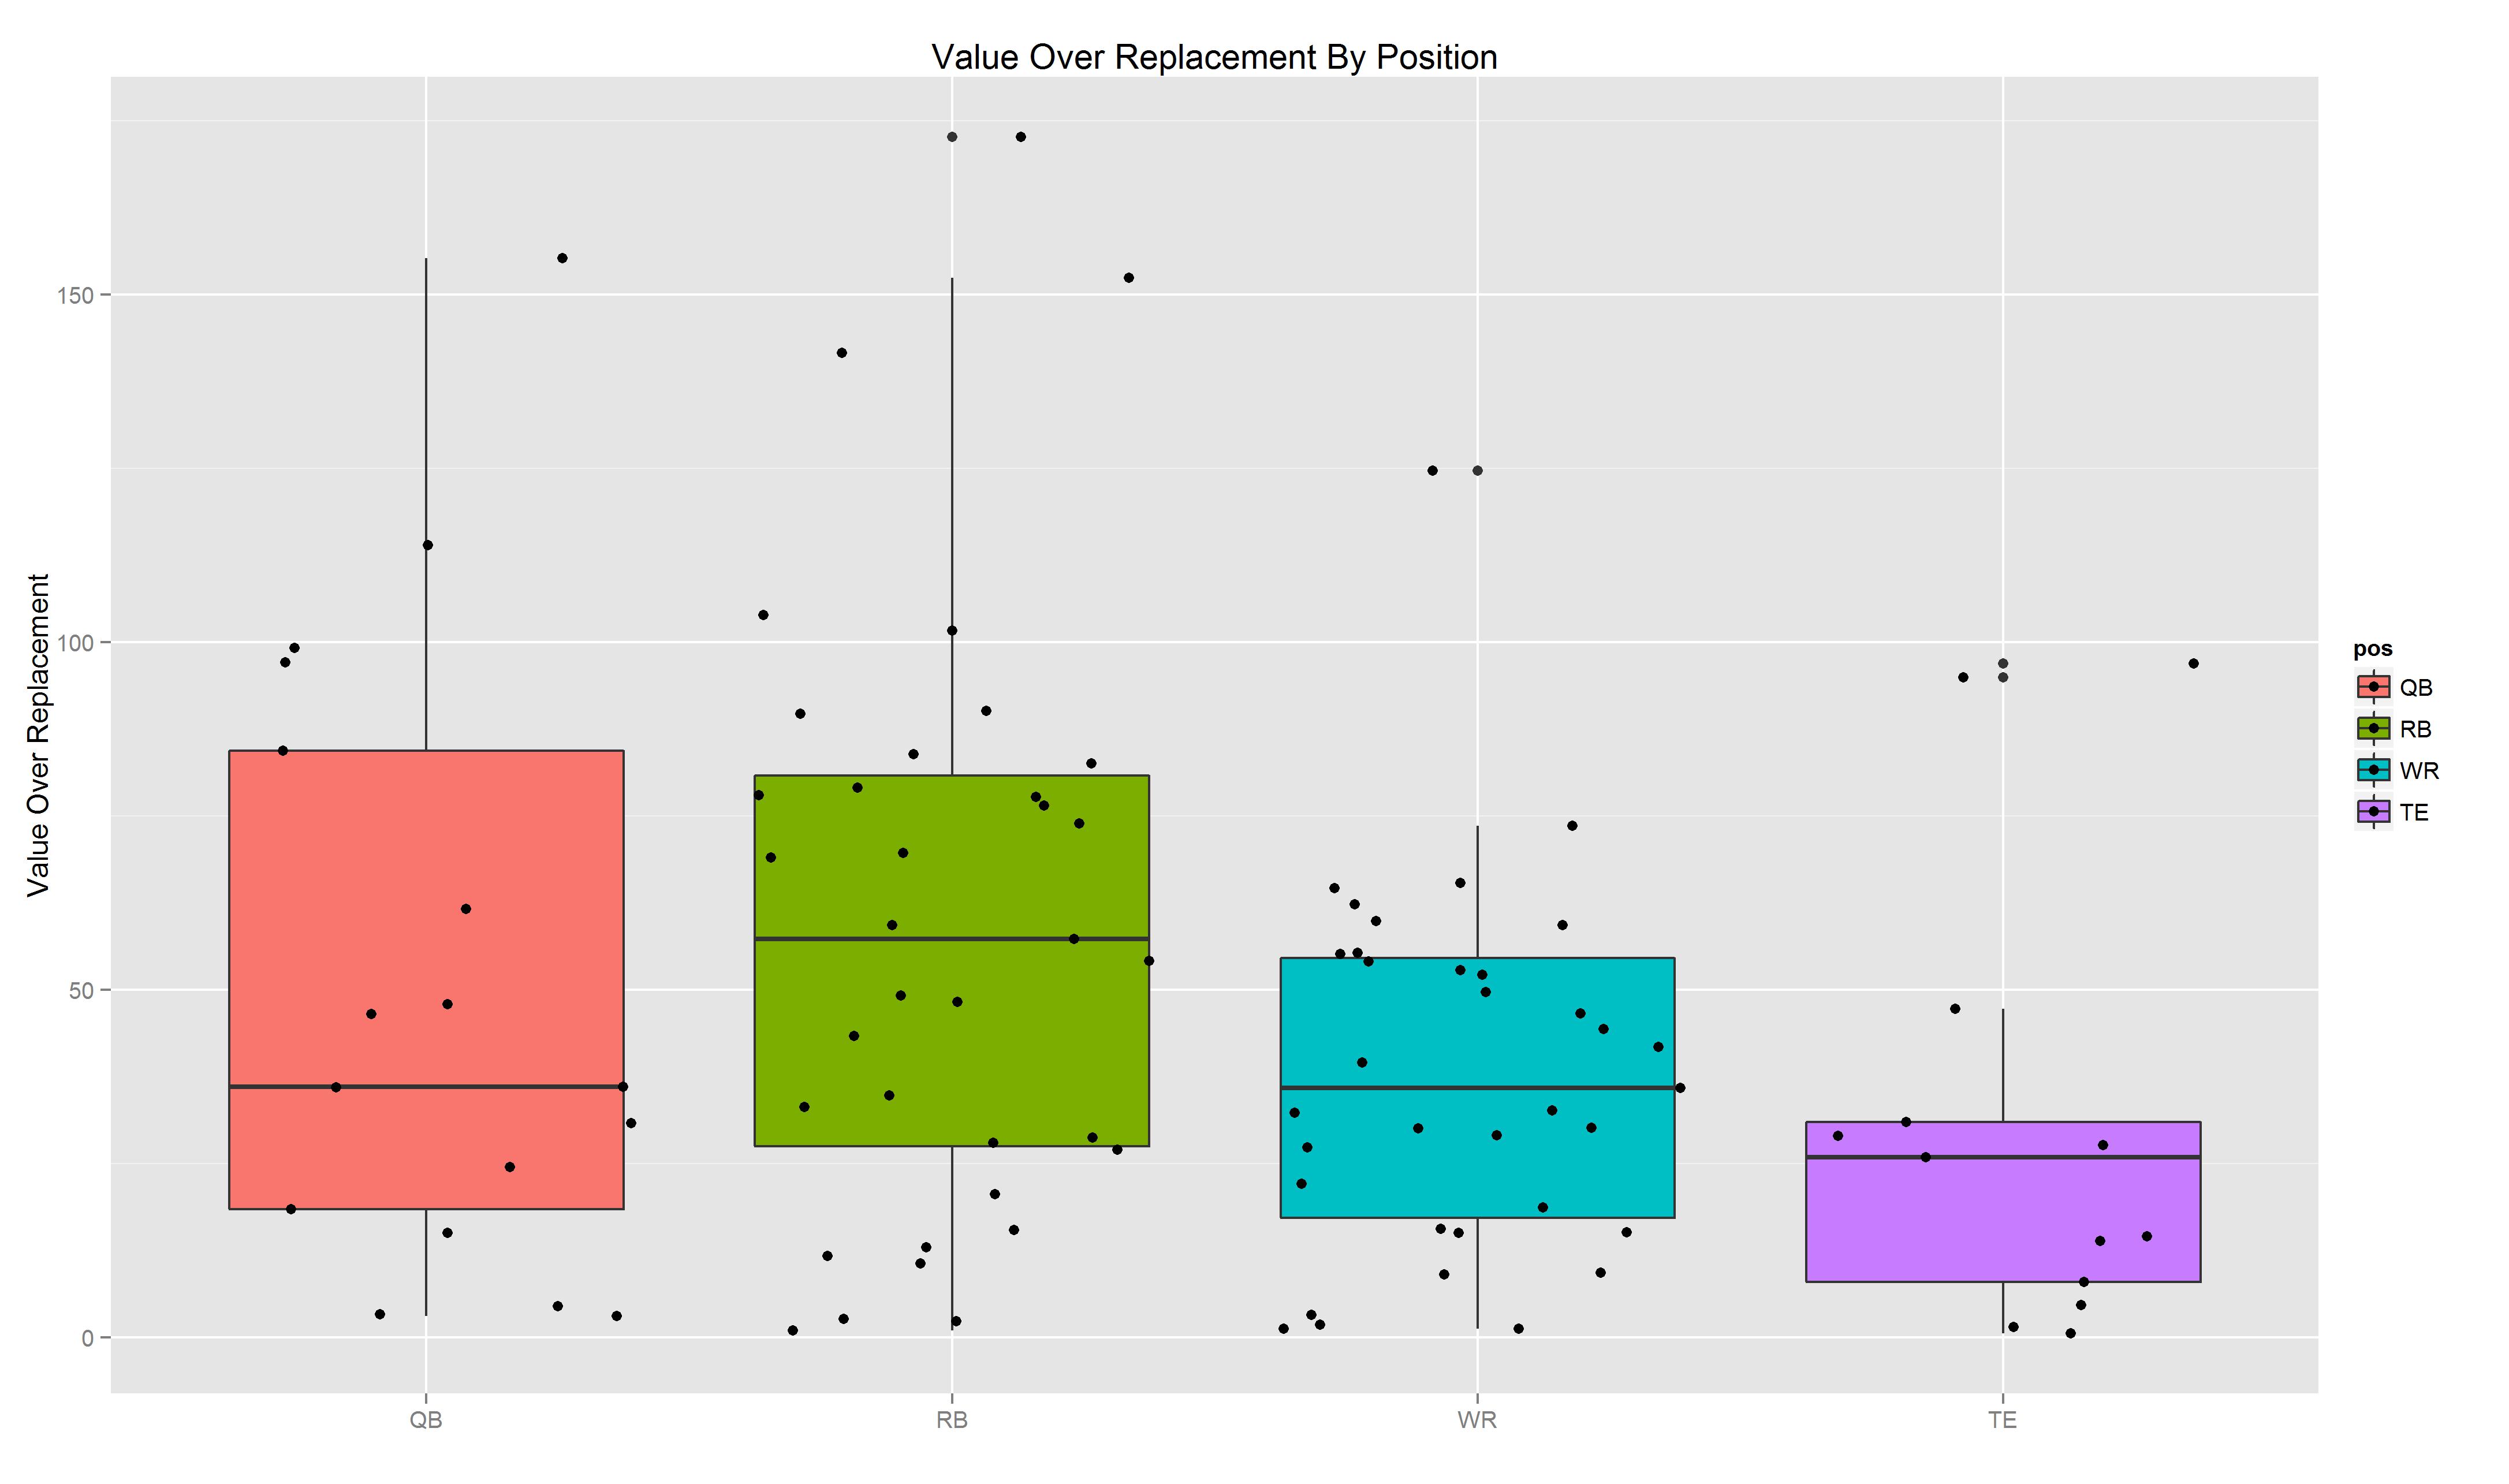 Value Over Replacement By Position
Value Over Replacement
150
100
50
0
QB
RB
WR
TE
pos
QB
RB
WR
TE